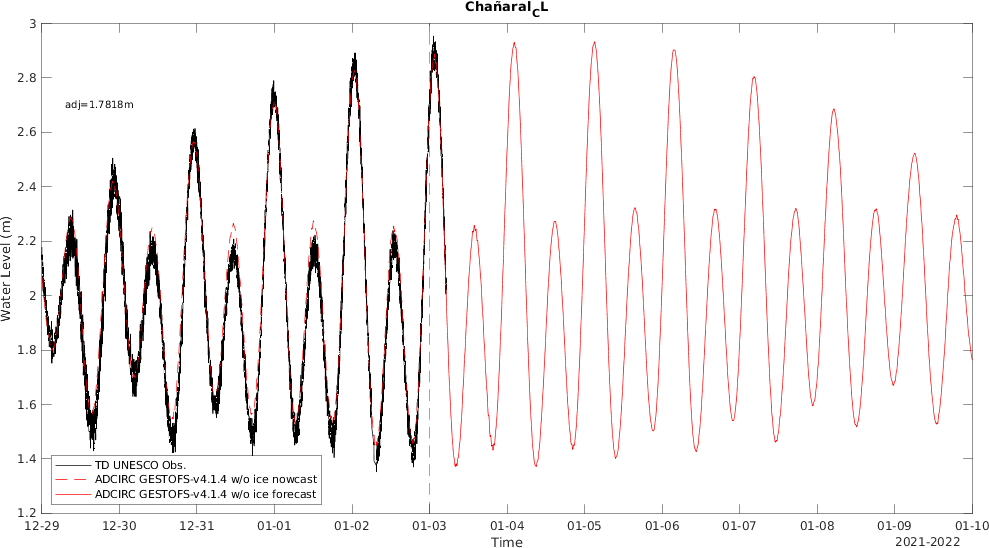 Chañaral_CL
3
2.8
2.6
2.4
2.2
2
1.8
1.6
1.4
1.2
Water Level (m)
adj=1.7818m
TD UNESCO Obs.
ADCIRC GESTOFS-v4.1.4 w/o ice nowcast
ADCIRC GESTOFS-v4.1.4 w/o ice forecast
12-29 12-30 12-31 01-01 01-02 01-03 01-04 01-05 01-06 01-07 01-08 01-09 01-10
Time
2021-2022